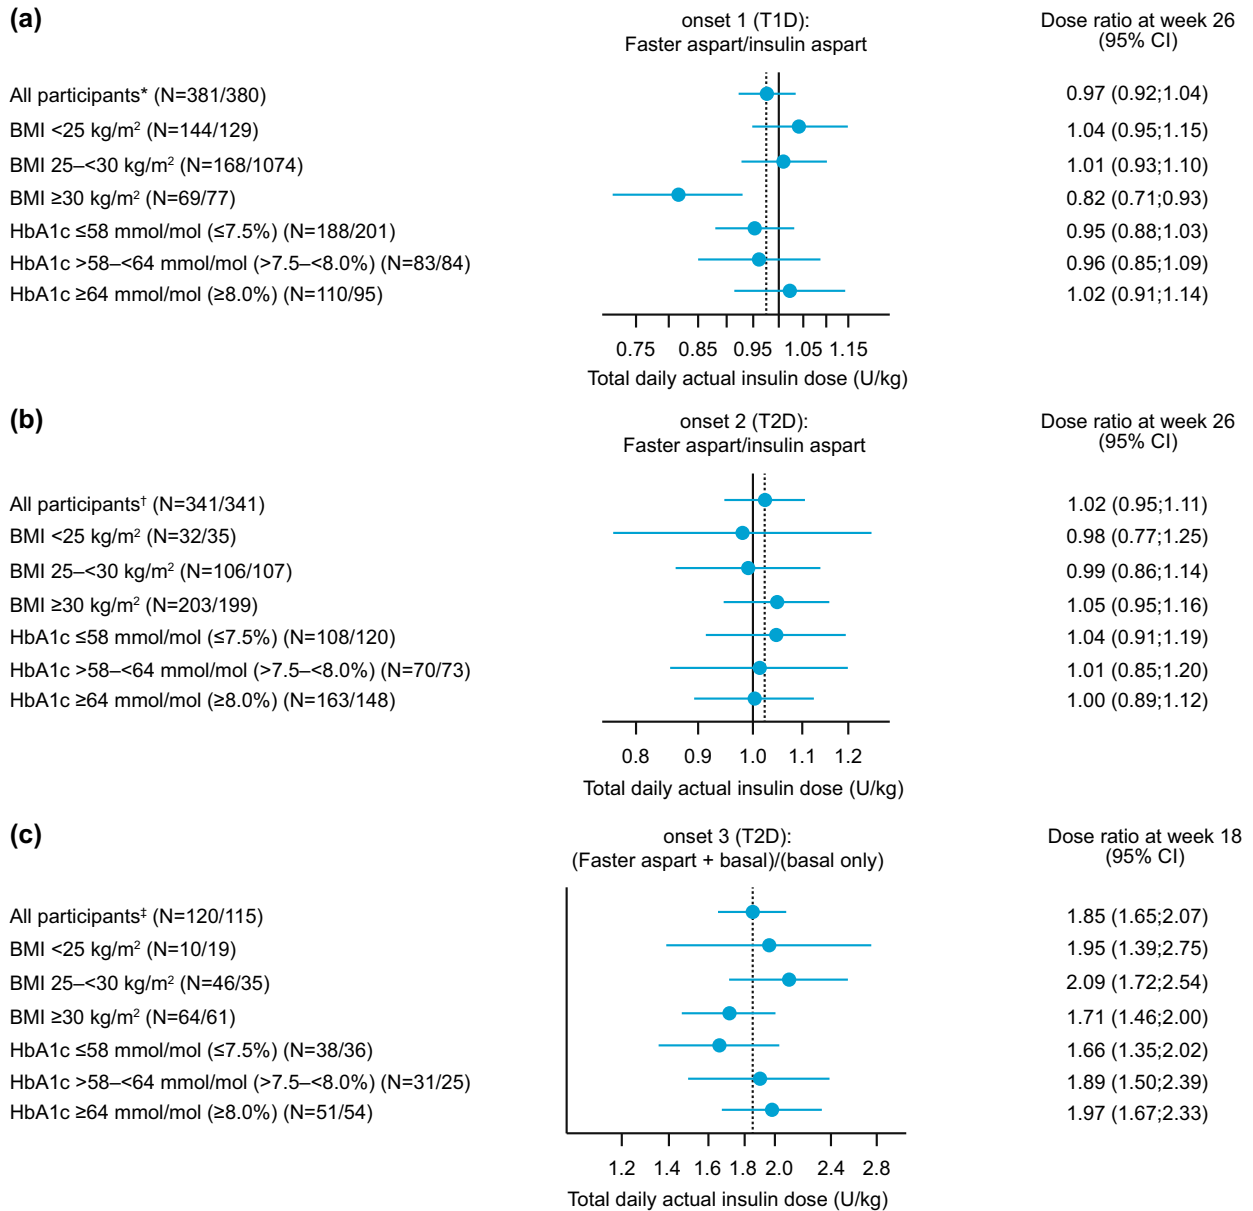 (a)
onset 1 (T1D):
Faster aspart/insulin aspart
Dose ratio at week 26
(95% CI)
All participants* (N=381/380) 0.97 (0.92;1.04)
BMI <25 kg/m² (N=144/129) 1.04 (0.95;1.15)
BMI 25–<30 kg/m² (N=168/1074) 1.01 (0.93;1.10)
BMI ≥30 kg/m² (N=69/77) 0.82 (0.71;0.93)
HbA1c ≤58 mmol/mol (≤7.5%) (N=188/201) 0.95 (0.88;1.03)
HbA1c >58–<64 mmol/mol (>7.5–<8.0%) (N=83/84) 0.96 (0.85;1.09)
HbA1c ≥64 mmol/mol (≥8.0%) (N=110/95) 1.02 (0.91;1.14)
0.75 0.85 0.95 1.05 1.15
Total daily actual insulin dose (U/kg)
(b)
onset 2 (T2D):
Faster aspart/insulin aspart
Dose ratio at week 26
(95% CI)
All participants† (N=341/341) 1.02 (0.95;1.11)
BMI <25 kg/m² (N=32/35) 0.98 (0.77;1.25)
BMI 25–<30 kg/m² (N=106/107) 0.99 (0.86;1.14)
BMI ≥30 kg/m² (N=203/199) 1.05 (0.95;1.16)
HbA1c ≤58 mmol/mol (≤7.5%) (N=108/120) 1.04 (0.91;1.19)
HbA1c >58–<64 mmol/mol (>7.5–<8.0%) (N=70/73) 1.01 (0.85;1.20)
HbA1c ≥64 mmol/mol (≥8.0%) (N=163/148) 1.00 (0.89;1.12)
0.8 0.9 1.0 1.1 1.2
Total daily actual insulin dose (U/kg)
(c)
onset 3 (T2D):
(Faster aspart + basal)/(basal only)
Dose ratio at week 18
(95% CI)
All participants‡ (N=120/115) 1.85 (1.65;2.07)
BMI <25 kg/m² (N=10/19) 1.95 (1.39;2.75)
BMI 25–<30 kg/m² (N=46/35) 2.09 (1.72;2.54)
BMI ≥30 kg/m² (N=64/61) 1.71 (1.46;2.00)
HbA1c ≤58 mmol/mol (≤7.5%) (N=38/36) 1.66 (1.35;2.02)
HbA1c >58–<64 mmol/mol (>7.5–<8.0%) (N=31/25) 1.89 (1.50;2.39)
HbA1c ≥64 mmol/mol (≥8.0%) (N=51/54) 1.97 (1.67;2.33)
1.2 1.4 1.6 1.8 2.0 2.4 2.8
Total daily actual insulin dose (U/kg)